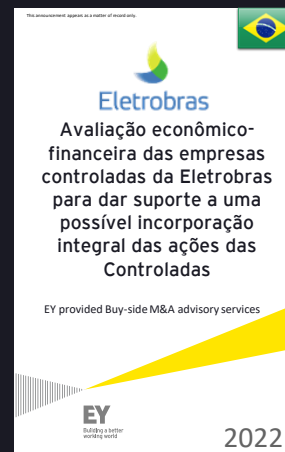 This announcement appears as a matter of record only.
Eletrobras
Avaliação econômico-
financeira das empresas
controladas da Eletrobras
para dar suporte a uma
possível incorporação
integral das ações das
Controladas
EY provided Buy-side M&A advisory services
EY
Building a better
working world
2022